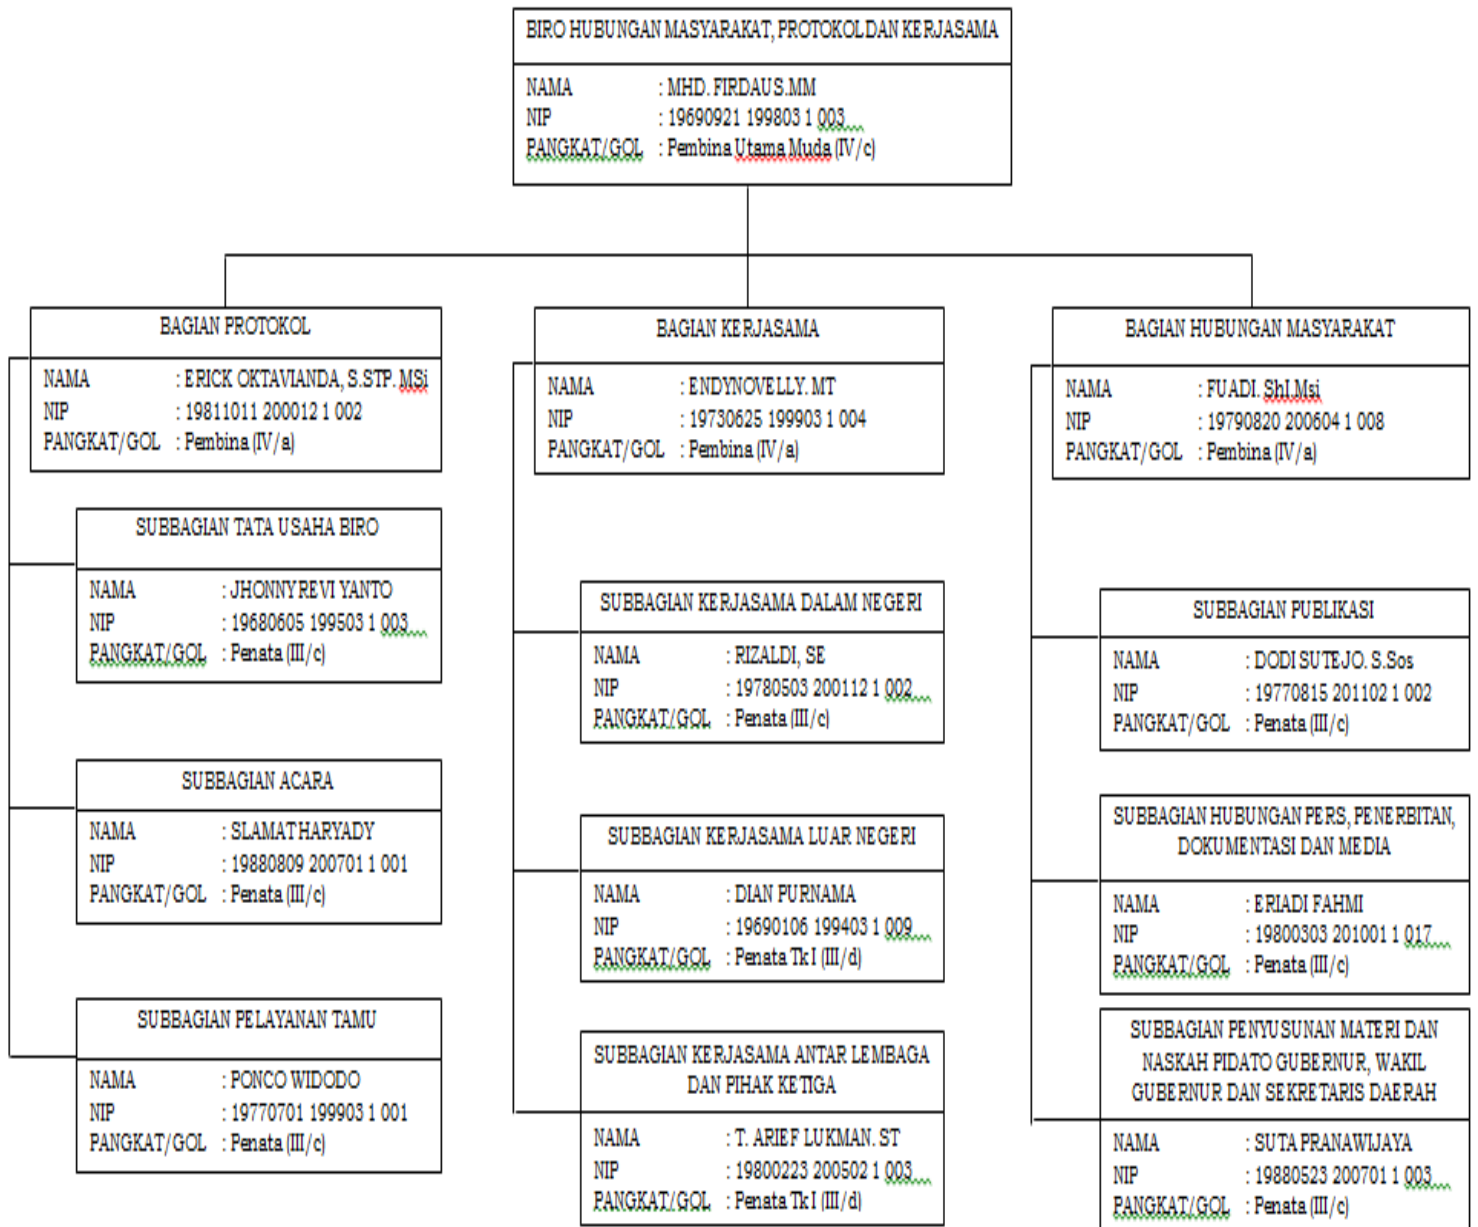 BIRO HUBUNGAN MASYARAKAT, PROTOKOL DAN KERJASAMA
NAMA : MHD. FIRDAUS.MM
NIP : 19690921 199803 1 003
PANGKAT/GOL : Pembina Utama Muda (IV/c)
BAGIAN PROTOKOL
NAMA : ERICK OKTAVIANDA, S.STP. MSi
NIP : 19811011 200012 1 002
PANGKAT/GOL : Pembina (IV/a)
SUBBAGIAN TATA USAHA BIRO
NAMA : JHONNY REVI YANTO
NIP : 19680605 199503 1 003
PANGKAT/GOL : Penata (III/c)
SUBBAGIAN ACARA
NAMA : SLAMAT HARYADY
NIP : 19880809 200701 1 001
PANGKAT/GOL : Penata (III/c)
SUBBAGIAN PELAYANAN TAMU
NAMA : PONCO WIDODO
NIP : 19770701 199903 1 001
PANGKAT/GOL : Penata (III/c)
BAGIAN KERJASAMA
NAMA : ENDYNOVELLY. MT
NIP : 19730625 199903 1 004
PANGKAT/GOL : Pembina (IV/a)
SUBBAGIAN KERJASAMA DALAM NEGERI
NAMA : RIZALDI, SE
NIP : 19780503 200112 1 002
PANGKAT/GOL : Penata (III/c)
SUBBAGIAN KERJASAMA LUAR NEGERI
NAMA : DIAN PURNAMA
NIP : 19690106 199403 1 009
PANGKAT/GOL : Penata Tk I (III/d)
SUBBAGIAN KERJASAMA ANTAR LEMBAGA
DAN PIHAK KETIGA
NAMA : T. ARIEF LUKMAN. ST
NIP : 19800223 200502 1 003
PANGKAT/GOL : Penata Tk I (III/d)
BAGIAN HUBUNGAN MASYARAKAT
NAMA : FUADI. ShI.Msi
NIP : 19790820 200604 1 008
PANGKAT/GOL : Pembina (IV/a)
SUBBAGIAN PUBLIKASI
NAMA : DODI SUTEJO. S.Sos
NIP : 19770815 201102 1 002
PANGKAT/GOL : Penata (III/c)
SUBBAGIAN HUBUNGAN PERS, PENERBITAN,
DOKUMENTASI DAN MEDIA
NAMA : ERIADI FAHMI
NIP : 19800303 201001 1 017
PANGKAT/GOL : Penata (III/c)
SUBBAGIAN PENYUSUNAN MATERI DAN
NASKAH PIDATO GUBERNUR, WAKIL
GUBERNUR DAN SEKRETARIS DAERAH
NAMA : SUTA PRANAWIJAYA
NIP : 19880523 200701 1 003
PANGKAT/GOL : Penata (III/c)